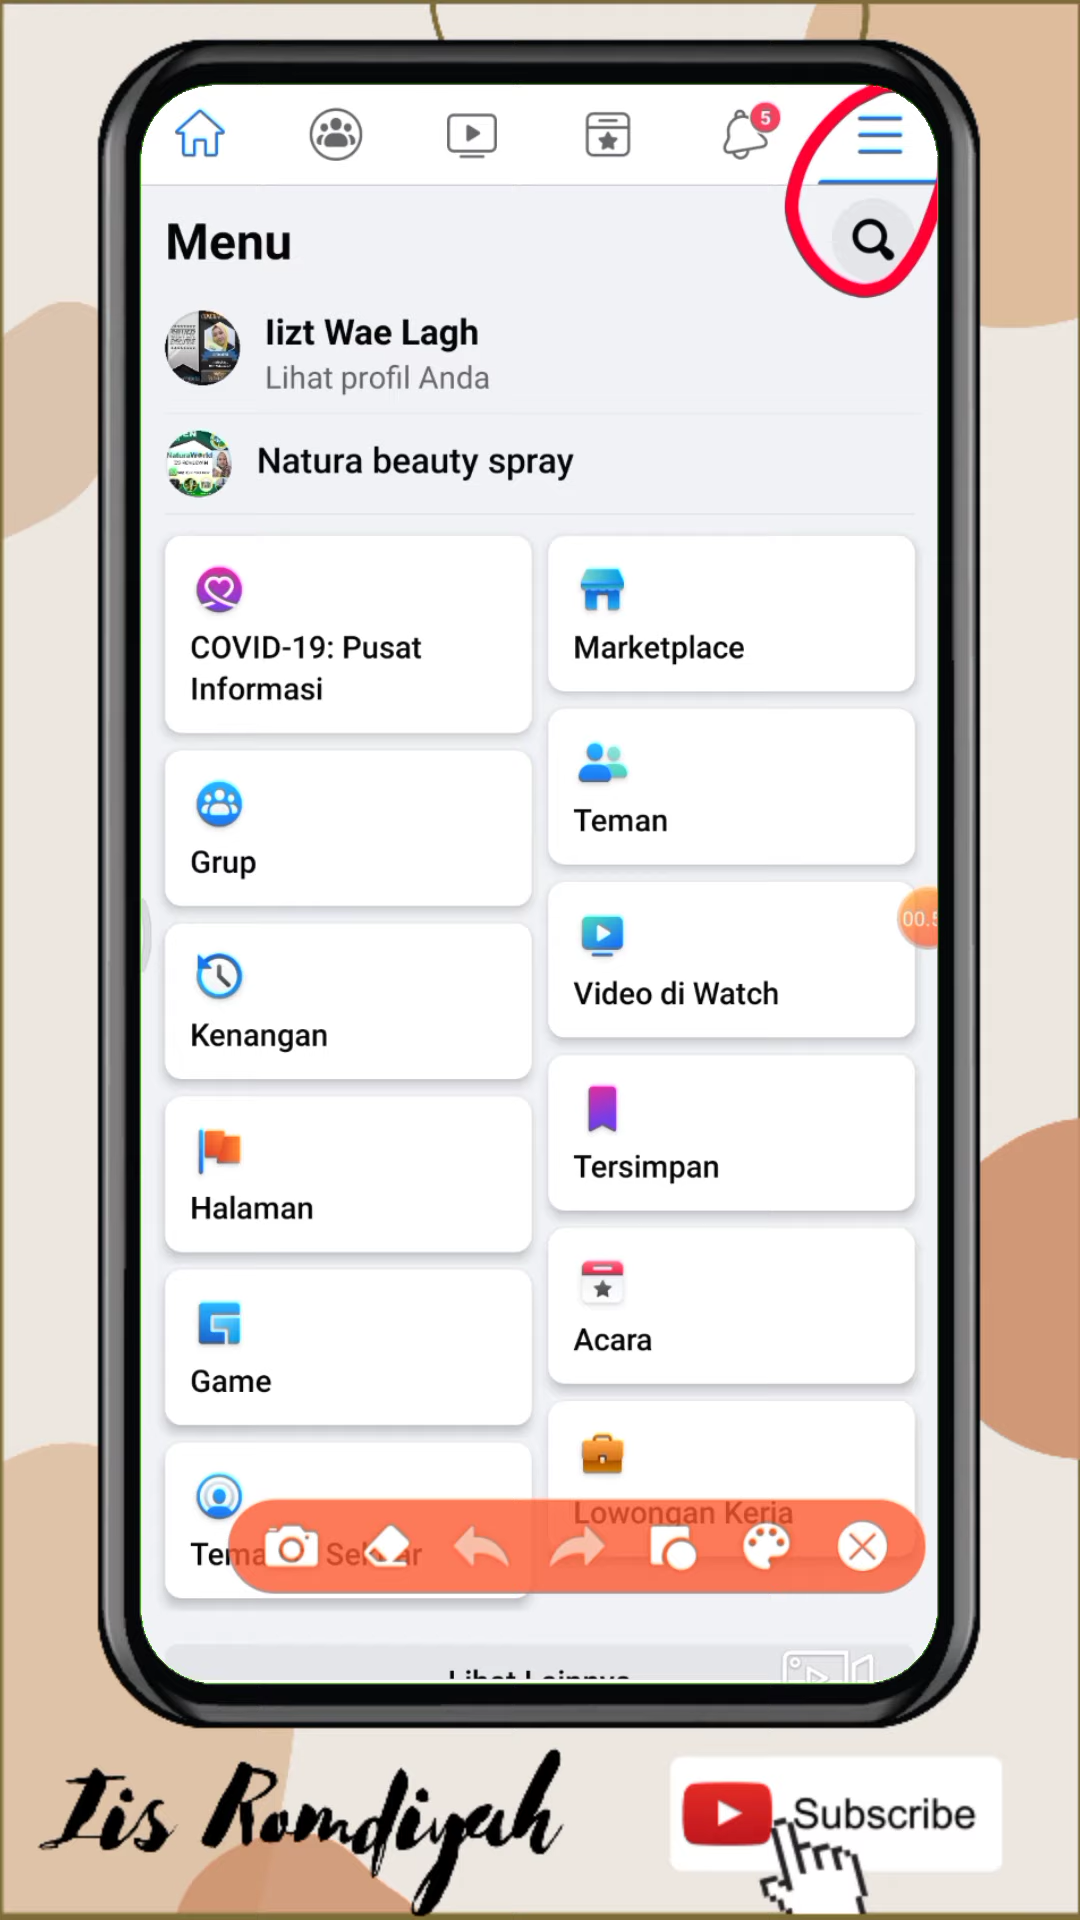 5
Menu
Iizt Wae Lagh
Lihat profil Anda
Natura beauty spray
COVID-19: Pusat
Informasi
Marketplace
Teman
Grup
Video di Watch
Kenangan
Tersimpan
Halaman
Acara
Game
Lowongan Kerja
Lihat Lainnya
Iis Romdiyah
Subscribe